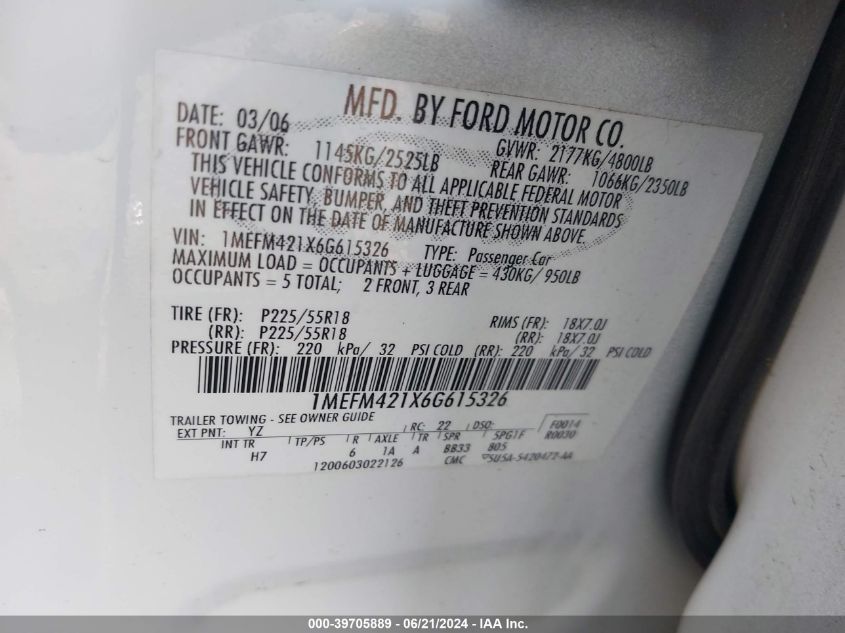 MFD. BY FORD MOTOR CO.
DATE: 03/06 GVWR: 2177KG/4800LB
FRONT GAWR: 1145KG/2525LB REAR GAWR: 1066KG/2350LB
THIS VEHICLE CONFORMS TO ALL APPLICABLE FEDERAL MOTOR
VEHICLE SAFETY, BUMPER, AND THEFT PREVENTION STANDARDS
IN EFFECT ON THE DATE OF MANUFACTURE SHOWN ABOVE.
VIN: 1MEFM421X6G615326 TYPE: Passenger Car
MAXIMUM LOAD = OCCUPANTS + LUGGAGE = 430KG/ 950LB
OCCUPANTS = 5 TOTAL; 2 FRONT, 3 REAR
TIRE (FR): P225/55R18 RIMS (FR): 18X7.0J
(RR): P225/55R18 (RR): 18X7.0J
PRESSURE (FR): 220 kPa/ 32 PSI COLD (RR): 220 kPa/ 32 PSI COLD
1MEFM421X6G615326
TRAILER TOWING - SEE OWNER GUIDE
EXT PNT: YZ RC: 22 DSO: F0014
R0030
INT TR TP/PS R AXLE TR SPR SPG1F
H7 6 1A A BB33 805
1200603022126 CMC 5U5A-5420472-AA
000-39705889 - 06/21/2024 - IAAI.com